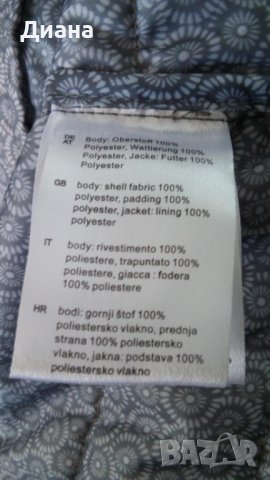 Диана
DE
AT
Body: Oberstoff 100%
Polyester, Wattierung 100%
Polyester, Jacke: Futter 100%
Polyester
GB
body: shell fabric 100%
polyester, padding 100%
polyester, jacket: lining 100%
polyester
IT
body: rivestimento 100%
poliestere, trapuntato 100%
poliestere, giacca : fodera
100% poliestere
HR
bodi: gornji štof 100%
poliestersko vlakno, prednja
strana 100% poliestersko
vlakno, jakna: podstava 100%
poliestersko vlakno
BAZAR